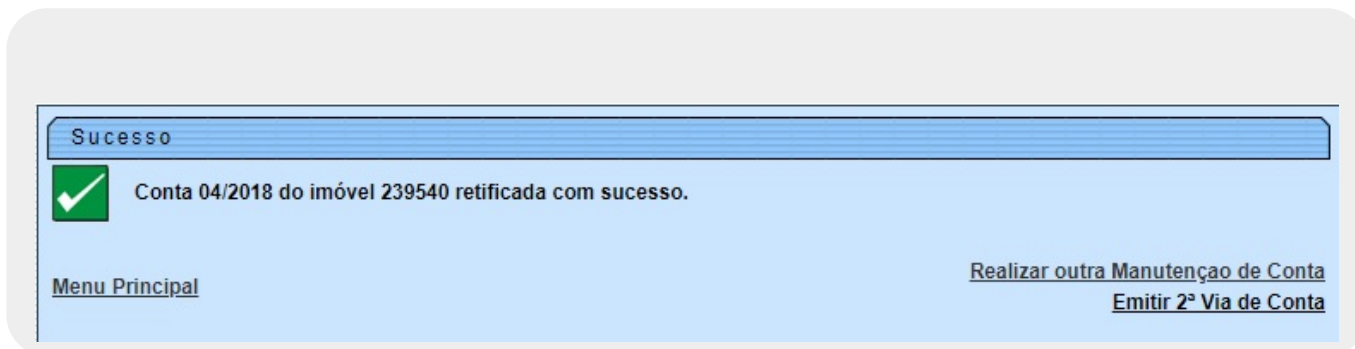 Sucesso
Conta 04/2018 do imóvel 239540 retificada com sucesso.
Menu Principal
Realizar outra Manutençao de Conta
Emitir 2ª Via de Conta